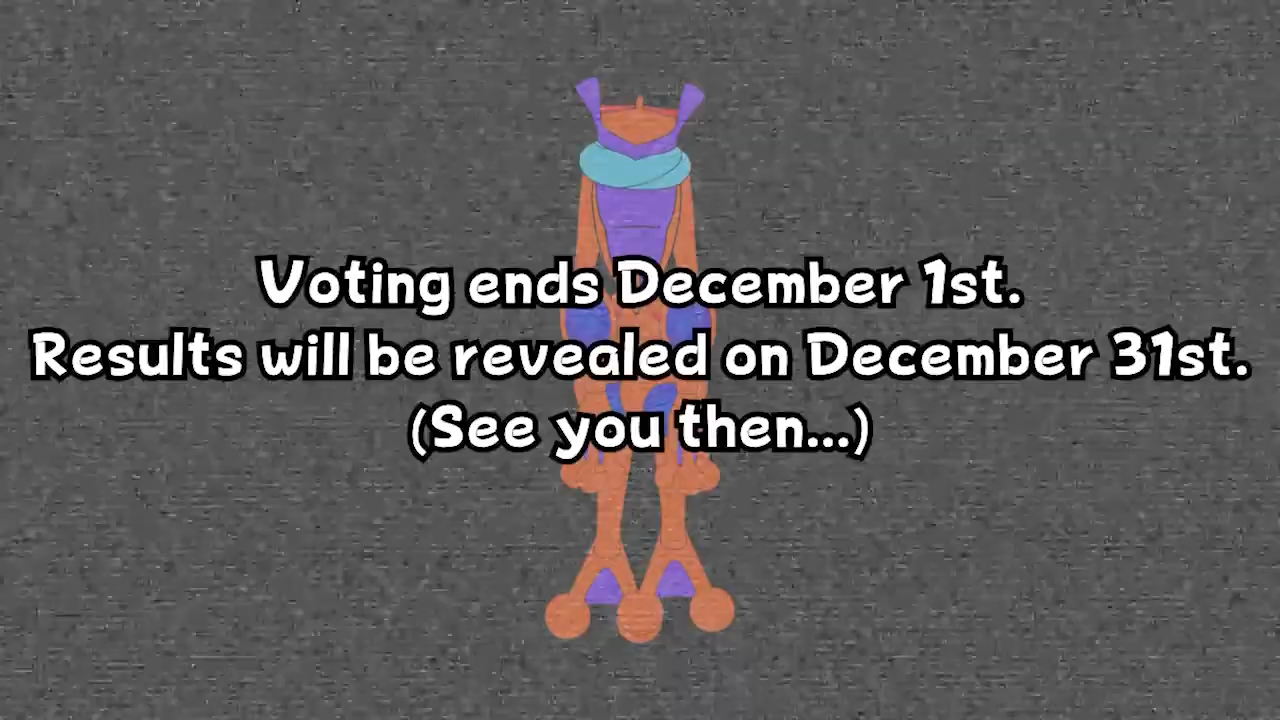 Voting ends December 1st.
Results will be revealed on December 31st.
(See you then...)